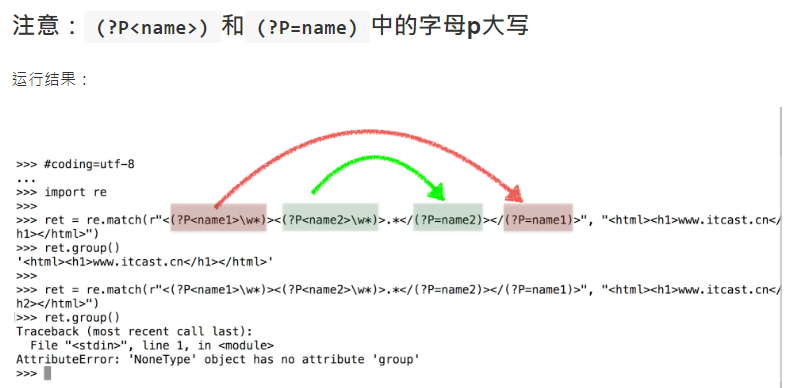 注意：(?P<name>)和(?P=name)中的字母p大写
运行结果：
>>> #coding=utf-8
...
>>> import re
>>>
>>> ret = re.match(r"<(?P<name1>\w*)><(?P<name2>\w*)>.*</(?P=name2)></(?P=name1)>", "<html><h1>www.itcast.cn</
h1></html>")
>>> ret.group()
'<html><h1>www.itcast.cn</h1></html>'
>>>
>>> ret = re.match(r"<(?P<name1>\w*)><(?P<name2>\w*)>.*</(?P=name2)></(?P=name1)>", "<html><h1>www.itcast.cn</
h2></html>")
>>> ret.group()
Traceback (most recent call last):
  File "<stdin>", line 1, in <module>
AttributeError: 'NoneType' object has no attribute 'group'
>>>